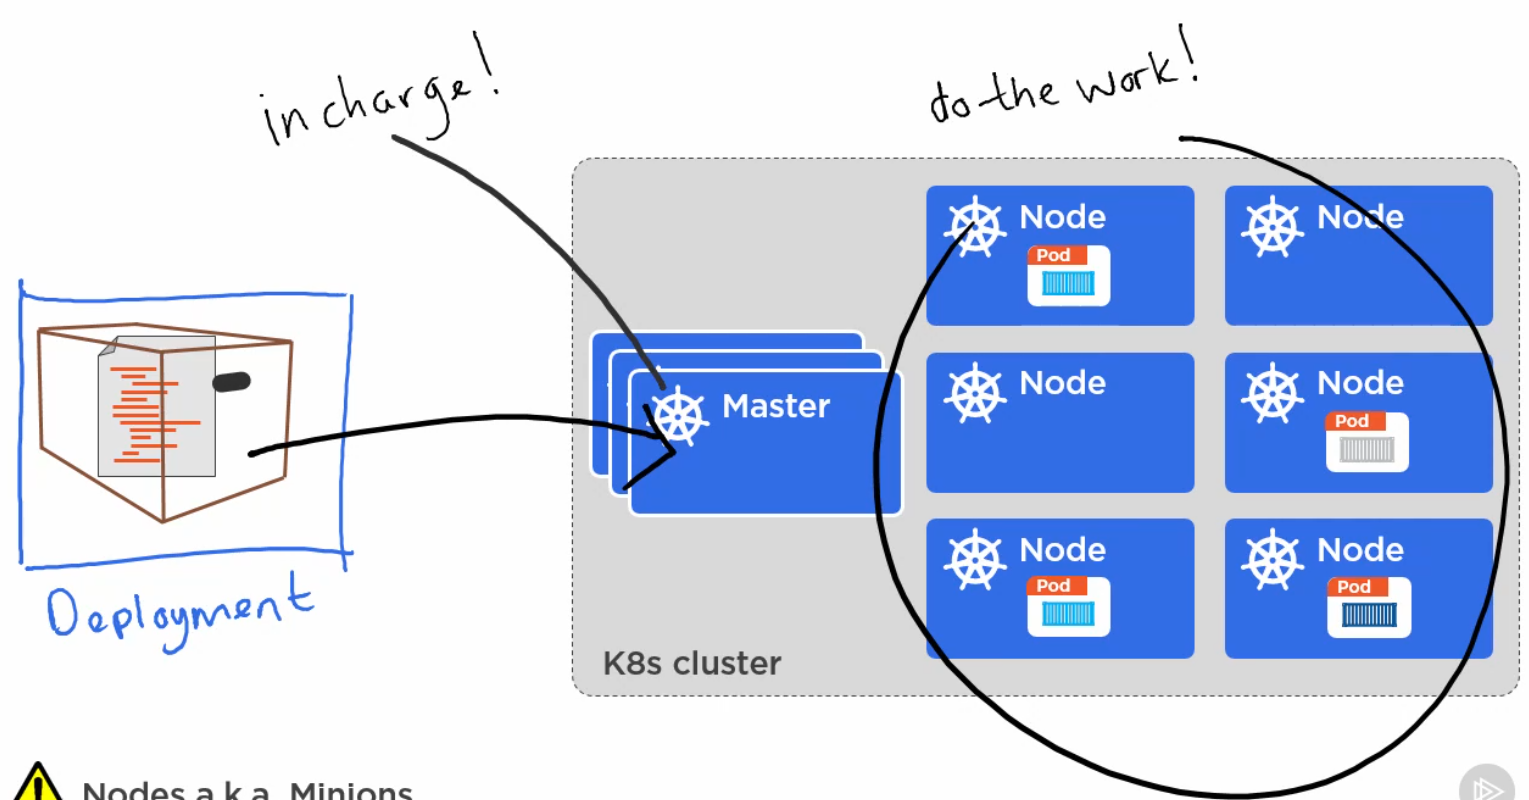 in charge!
do the work!
Node
Pod
Node
Master
Node
Node
Pod
Node
Pod
Node
Pod
Deployment
K8s cluster
Nodes a.k.a. Minions